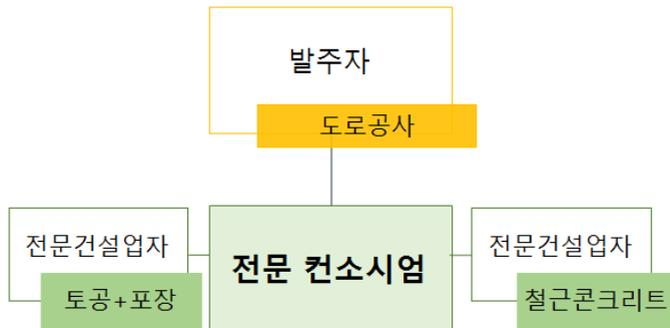 발주자
도로공사
전문건설업자
전문 컨소시엄
전문건설업자
토공+포장
철근콘크리트